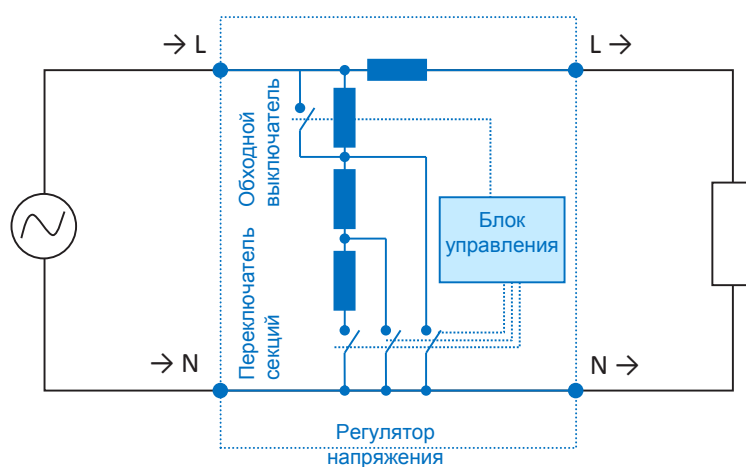 → L
L →
Обходной
выключатель
Блок
управления
Переключатель
секций
→ N
N →
Регулятор
напряжения